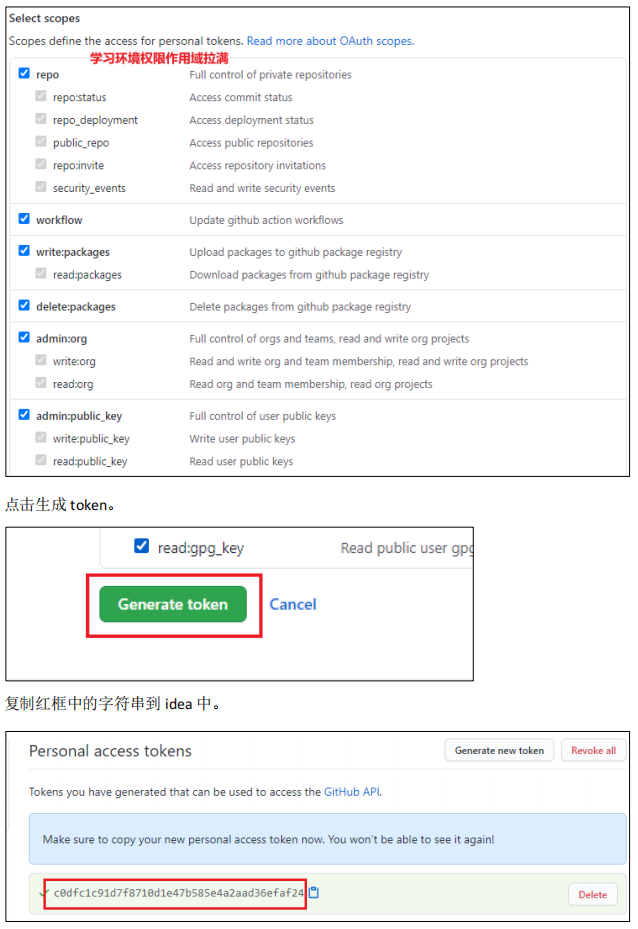 Select scopes
Scopes define the access for personal tokens. Read more about OAuth scopes.
学习环境权限作用域拉满
repo Full control of private repositories
repo:status Access commit status
repo_deployment Access deployment status
public_repo Access public repositories
repo:invite Access repository invitations
security_events Read and write security events
workflow Update github action workflows
write:packages Upload packages to github package registry
read:packages Download packages from github package registry
delete:packages Delete packages from github package registry
admin:org Full control of orgs and teams, read and write org projects
write:org Read and write org and team membership, read and write org projects
read:org Read org and team membership, read org projects
admin:public_key Full control of user public keys
write:public_key Write user public keys
read:public_key Read user public keys
点击生成 token。
read:gpg_key Read public user gpg
Generate token Cancel
复制红框中的字符串到 idea 中。
Personal access tokens Generate new token Revoke all
Tokens you have generated that can be used to access the GitHub API.
Make sure to copy your new personal access token now. You won't be able to see it again!
c0dfc1c91d7f8710d1e47b585e4a2aad36efaf24 Delete